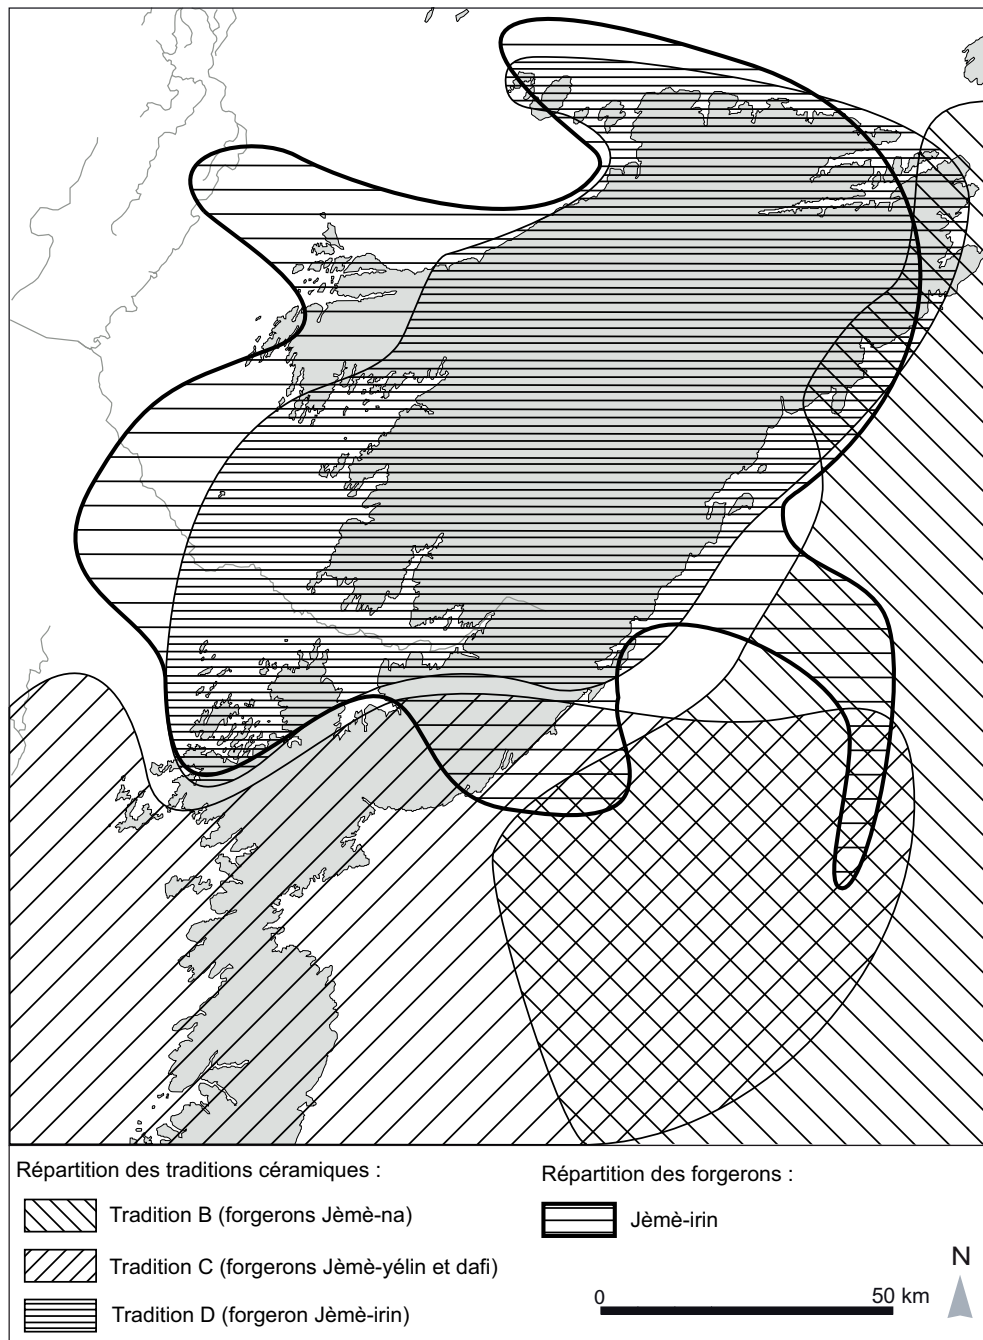 Répartition des traditions céramiques :
Tradition B (forgerons Jèmè-na)
Tradition C (forgerons Jèmè-yélin et dafi)
Tradition D (forgeron Jèmè-irin)
Répartition des forgerons :
Jèmè-irin
N
0 50 km